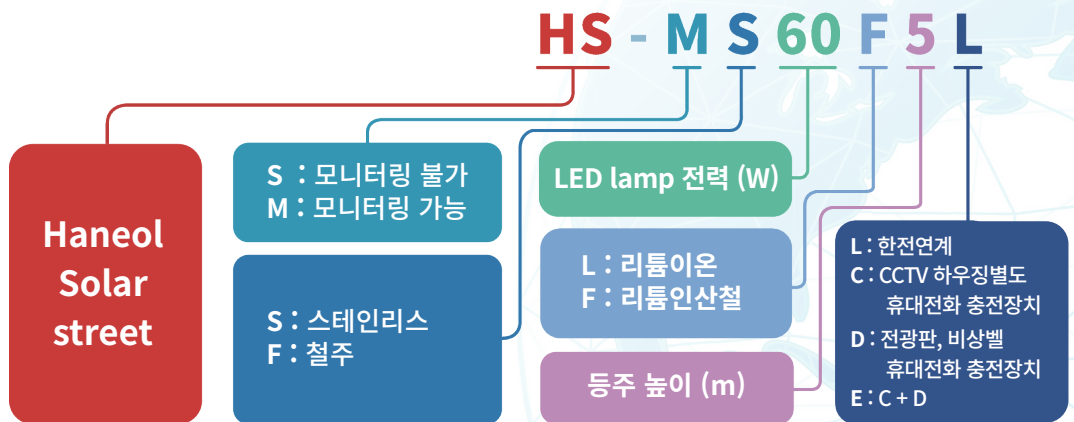 HS - M S 60 F 5 L
Haneol
Solar
street
S : 모니터링 불가
M : 모니터링 가능
S : 스테인리스
F : 철주
LED lamp 전력 (W)
L : 리튬이온
F : 리튬인산철
등주 높이 (m)
L : 한전연계
C : CCTV 하우징별도
휴대전화 충전장치
D : 전광판, 비상벨
휴대전화 충전장치
E : C + D